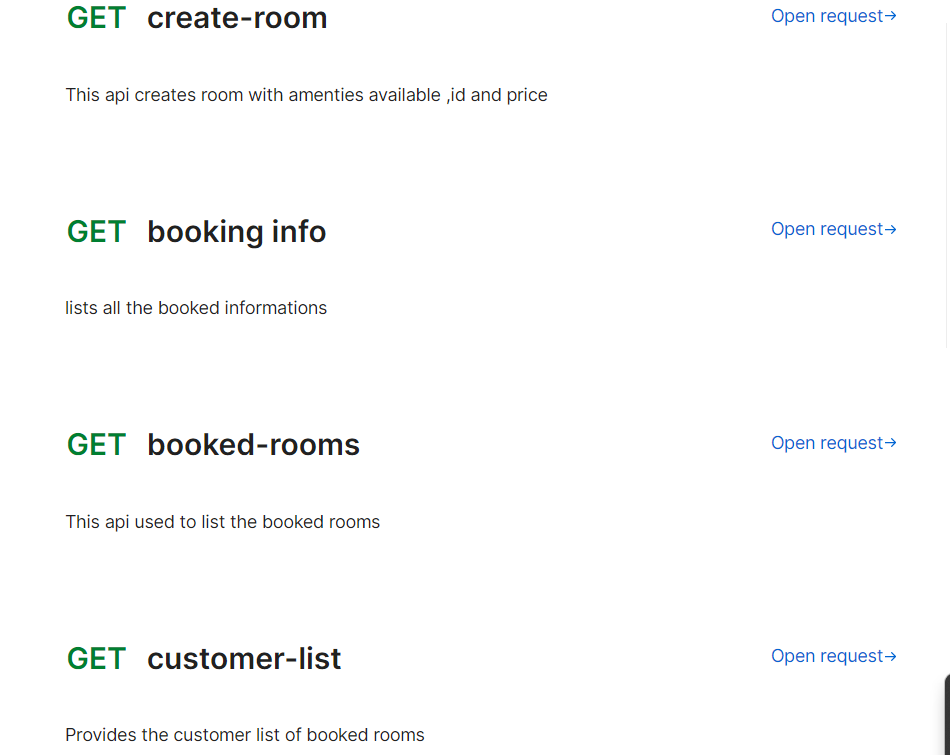 GET create-room Open request→
This api creates room with amenties available ,id and price
GET booking info Open request→
lists all the booked informations
GET booked-rooms Open request→
This api used to list the booked rooms
GET customer-list Open request→
Provides the customer list of booked rooms